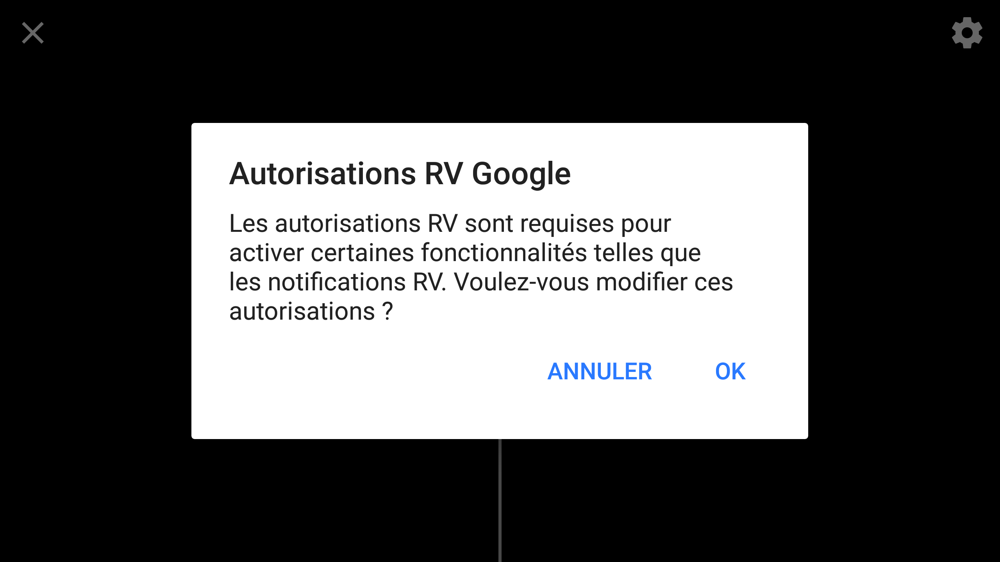 Autorisations RV Google
Les autorisations RV sont requises pour
activer certaines fonctionnalités telles que
les notifications RV. Voulez-vous modifier ces
autorisations ?
ANNULER OK